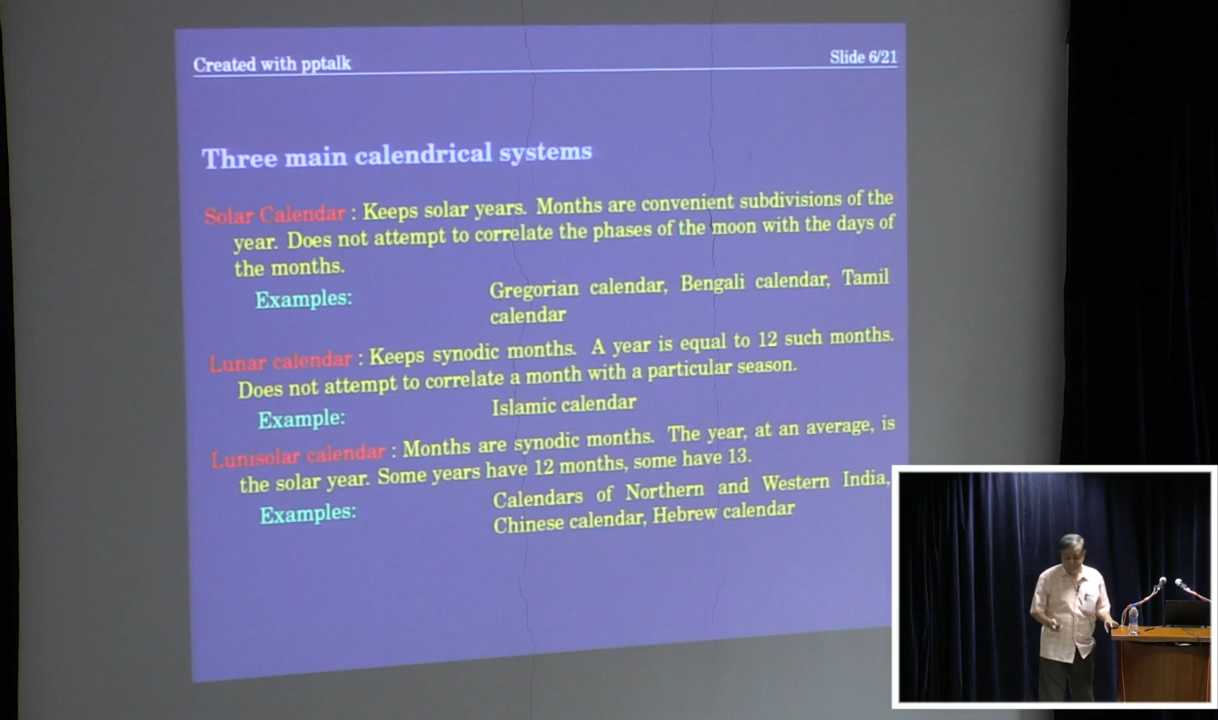 Created with pptalk
Slide 6/21
Three main calendrical systems
Solar Calendar : Keeps solar years. Months are convenient subdivisions of the
year. Does not attempt to correlate the phases of the moon with the days of
the months.
Examples:
Gregorian calendar, Bengali calendar, Tamil
calendar
Lunar calendar : Keeps synodic months. A year is equal to 12 such months.
Does not attempt to correlate a month with a particular season.
Example:
Islamic calendar
Lunisolar calendar : Months are synodic months. The year, at an average, is
the solar year. Some years have 12 months, some have 13.
Examples:
Calendars of Northern and Western India,
Chinese calendar, Hebrew calendar